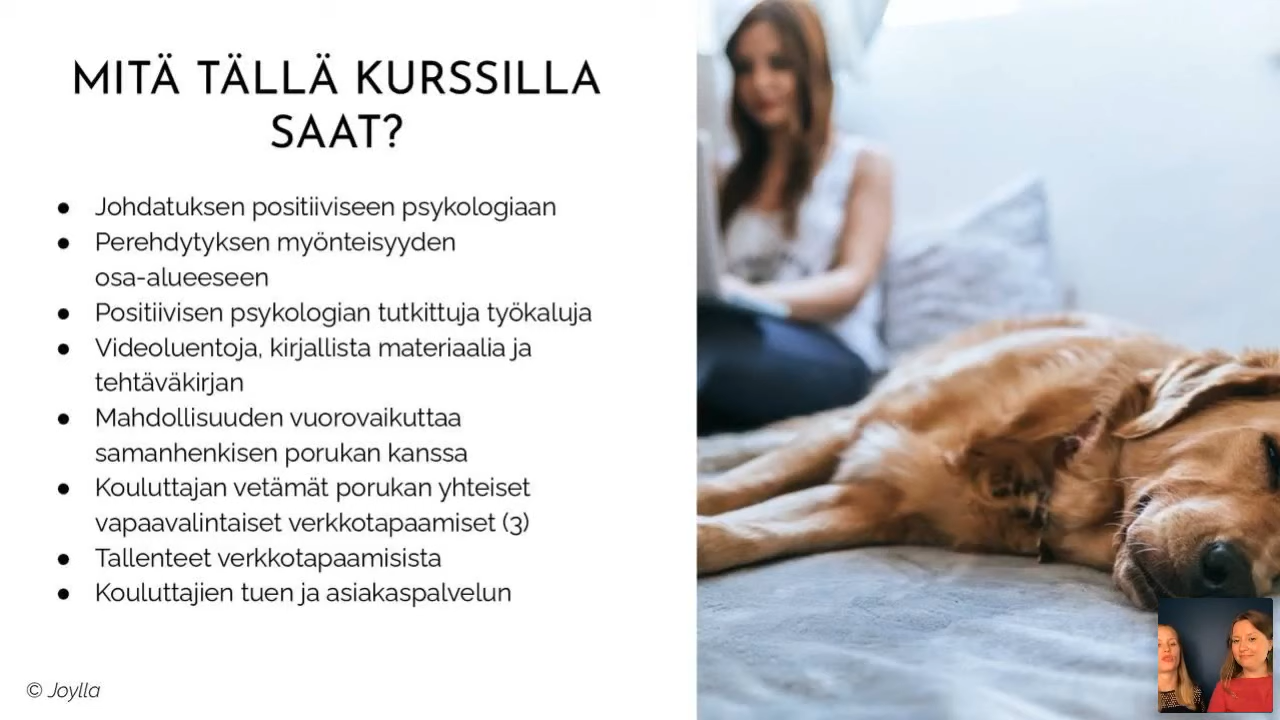 MITÄ TÄLLÄ KURSSILLA
SAAT?
● Johdatuksen positiiviseen psykologiaan
● Perehdytyksen myönteisyyden
osa-alueeseen
● Positiivisen psykologian tutkittuja työkaluja
● Videoluentoja, kirjallista materiaalia ja
tehtäväkirjan
● Mahdollisuuden vuorovaikuttaa
samanhenkisen porukan kanssa
● Kouluttajan vetämät porukan yhteiset
vapaavalintaiset verkkotapaamiset (3)
● Tallenteet verkkotapaamisista
● Kouluttajien tuen ja asiakaspalvelun
© Joylla